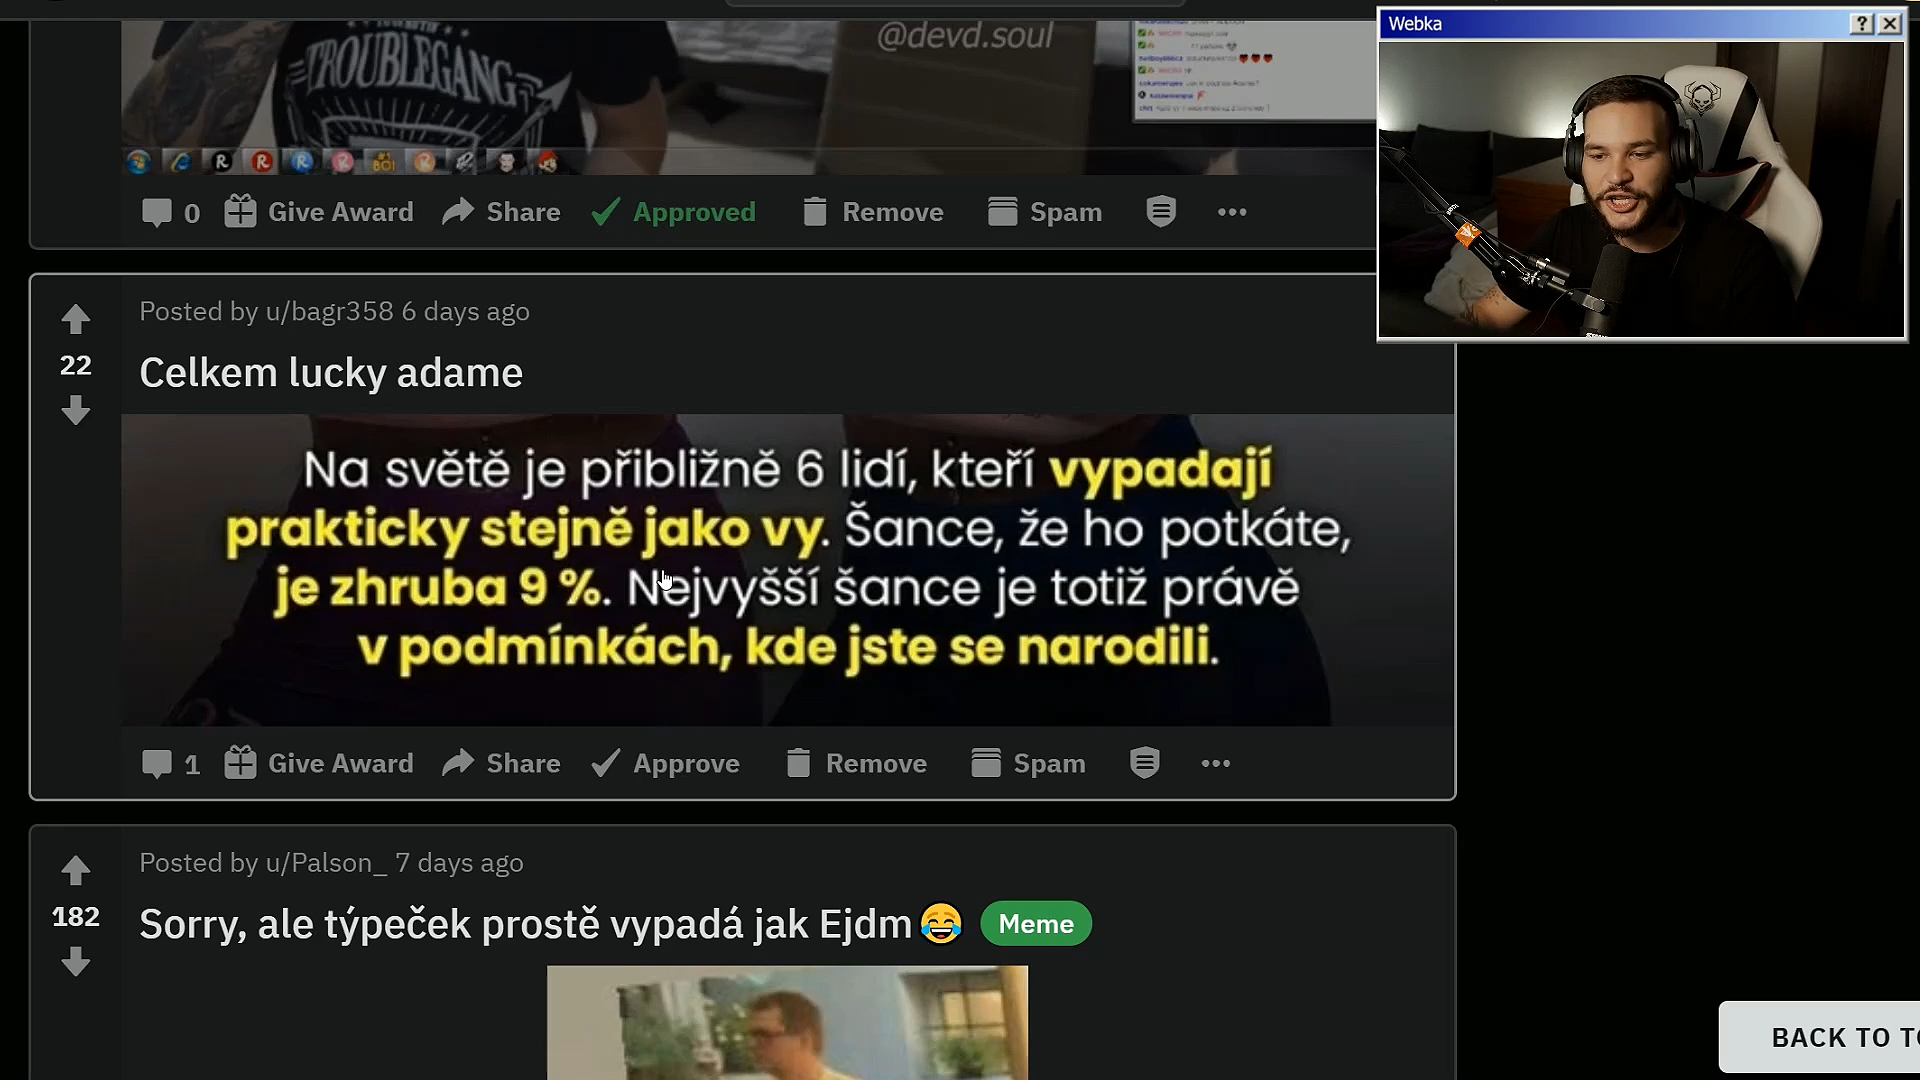 TROUBLEGANG
@devd.soul
Webka
0 Give Award Share Approved Remove Spam
Posted by u/bagr358 6 days ago
22
Celkem lucky adame
Na světě je přibližně 6 lidí, kteří vypadají
prakticky stejně jako vy. Šance, že ho potkáte,
je zhruba 9 %. Nejvyšší šance je totiž právě
v podmínkách, kde jste se narodili.
1 Give Award Share Approve Remove Spam
Posted by u/Palson_ 7 days ago
182
Sorry, ale týpeček prostě vypadá jak Ejdm😂 Meme
BACK TO TO